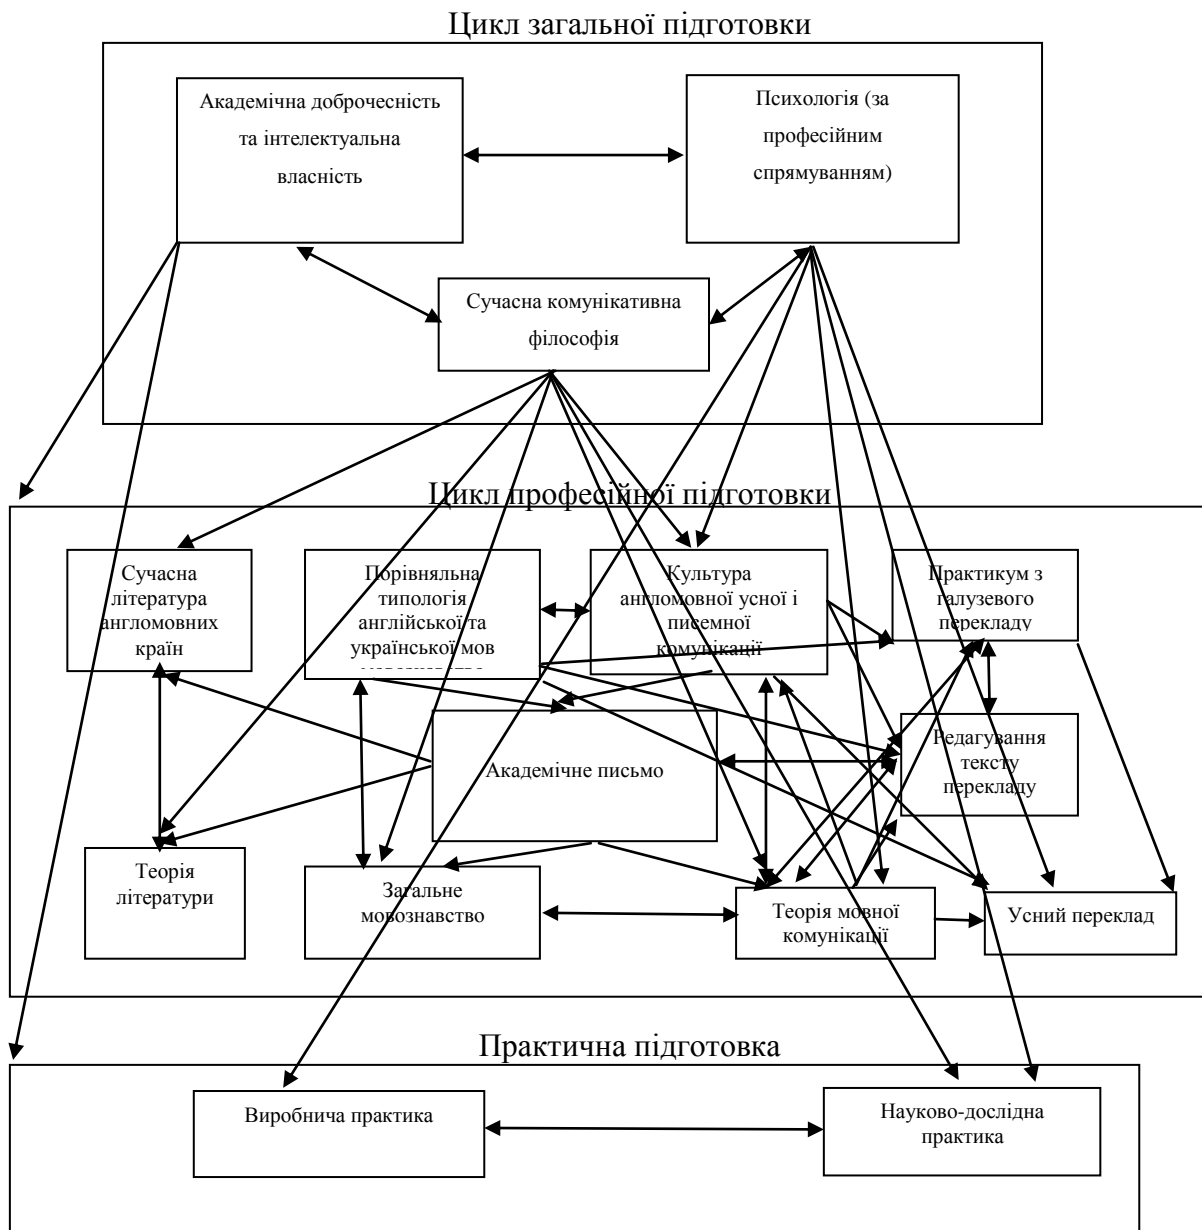 Цикл загальної підготовки
Академічна доброчесність
та інтелектуальна
власність
Психологія (за
професійним
спрямуванням)
Сучасна комунікативна
філософія
Цикл професійної підготовки
Сучасна
література
англомовних
країн
Порівняльна
типологія
англійської та
української мов
Культура
англомовної усної і
писемної
комунікації
Практикум з
галузевого
перекладу
Академічне письмо
Редагування
тексту
перекладу
Теорія
літератури
Загальне
мовознавство
Теорія мовної
комунікації
Усний переклад
Практична підготовка
Виробнича практика
Науково-дослідна
практика